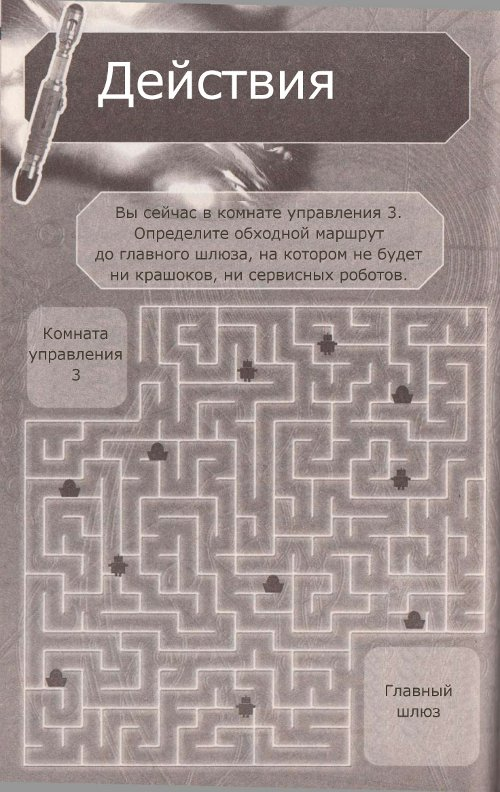 Действия
Вы сейчас в комнате управления 3.
Определите обходной маршрут
до главного шлюза, на котором не будет
ни крашоков, ни сервисных роботов.
Комната
управления
3
Главный
шлюз